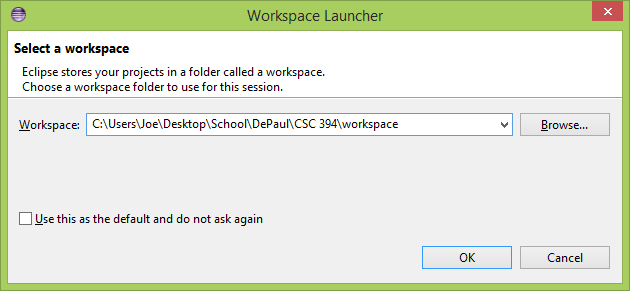 Workspace Launcher
Select a workspace
Eclipse stores your projects in a folder called a workspace.
Choose a workspace folder to use for this session.
Workspace: C:\Users\Joe\Desktop\School\DePaul\CSC 394\workspace Browse...
Use this as the default and do not ask again
OK Cancel